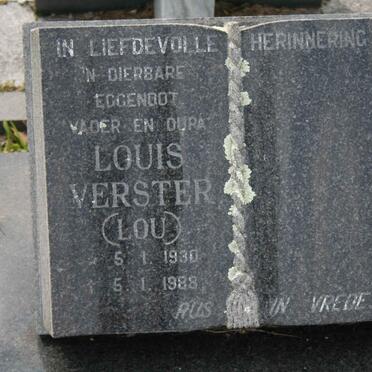 IN LIEFDEVOLLE HERINNERING
'N DIERBARE
EGGENOOT
VADER EN OUPA
LOUIS
VERSTER
(LOU)
5.1.1930
5.1.1988
RUS IN VREDE